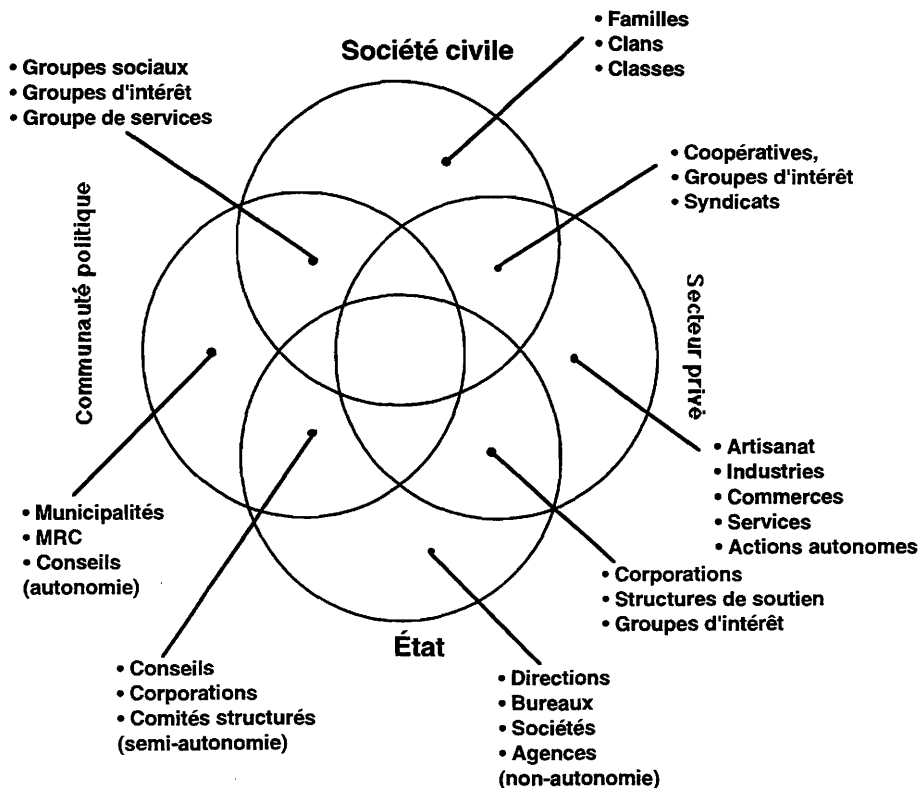 Société civile
• Familles
• Clans
• Classes
• Groupes sociaux
• Groupes d'intérêt
• Groupe de services
• Coopératives,
• Groupes d'intérêt
• Syndicats
Communauté politique
Secteur privé
• Artisanat
• Industries
• Commerces
• Services
• Actions autonomes
• Municipalités
• MRC
• Conseils
(autonomie)
• Corporations
• Structures de soutien
• Groupes d'intérêt
État
• Conseils
• Corporations
• Comités structurés
(semi-autonomie)
• Directions
• Bureaux
• Sociétés
• Agences
(non-autonomie)